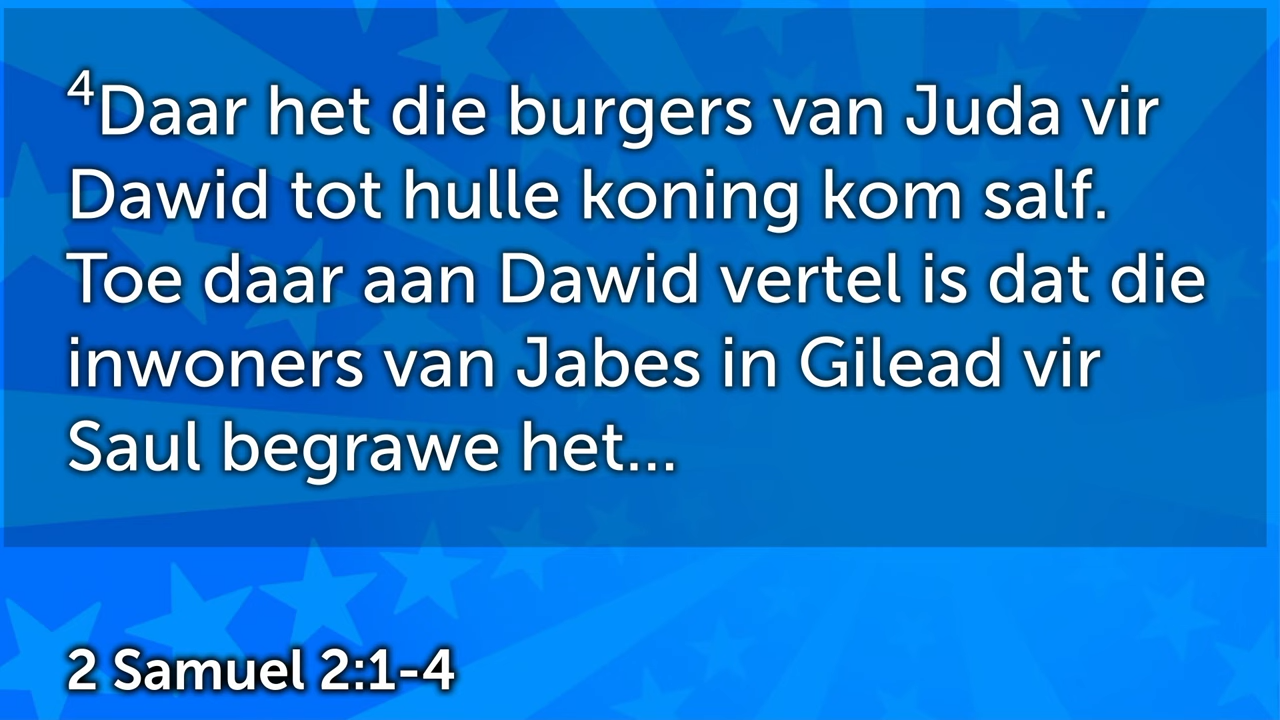 ⁴Daar het die burgers van Juda vir
Dawid tot hulle koning kom salf.
Toe daar aan Dawid vertel is dat die
inwoners van Jabes in Gilead vir
Saul begrawe het...
2 Samuel 2:1-4